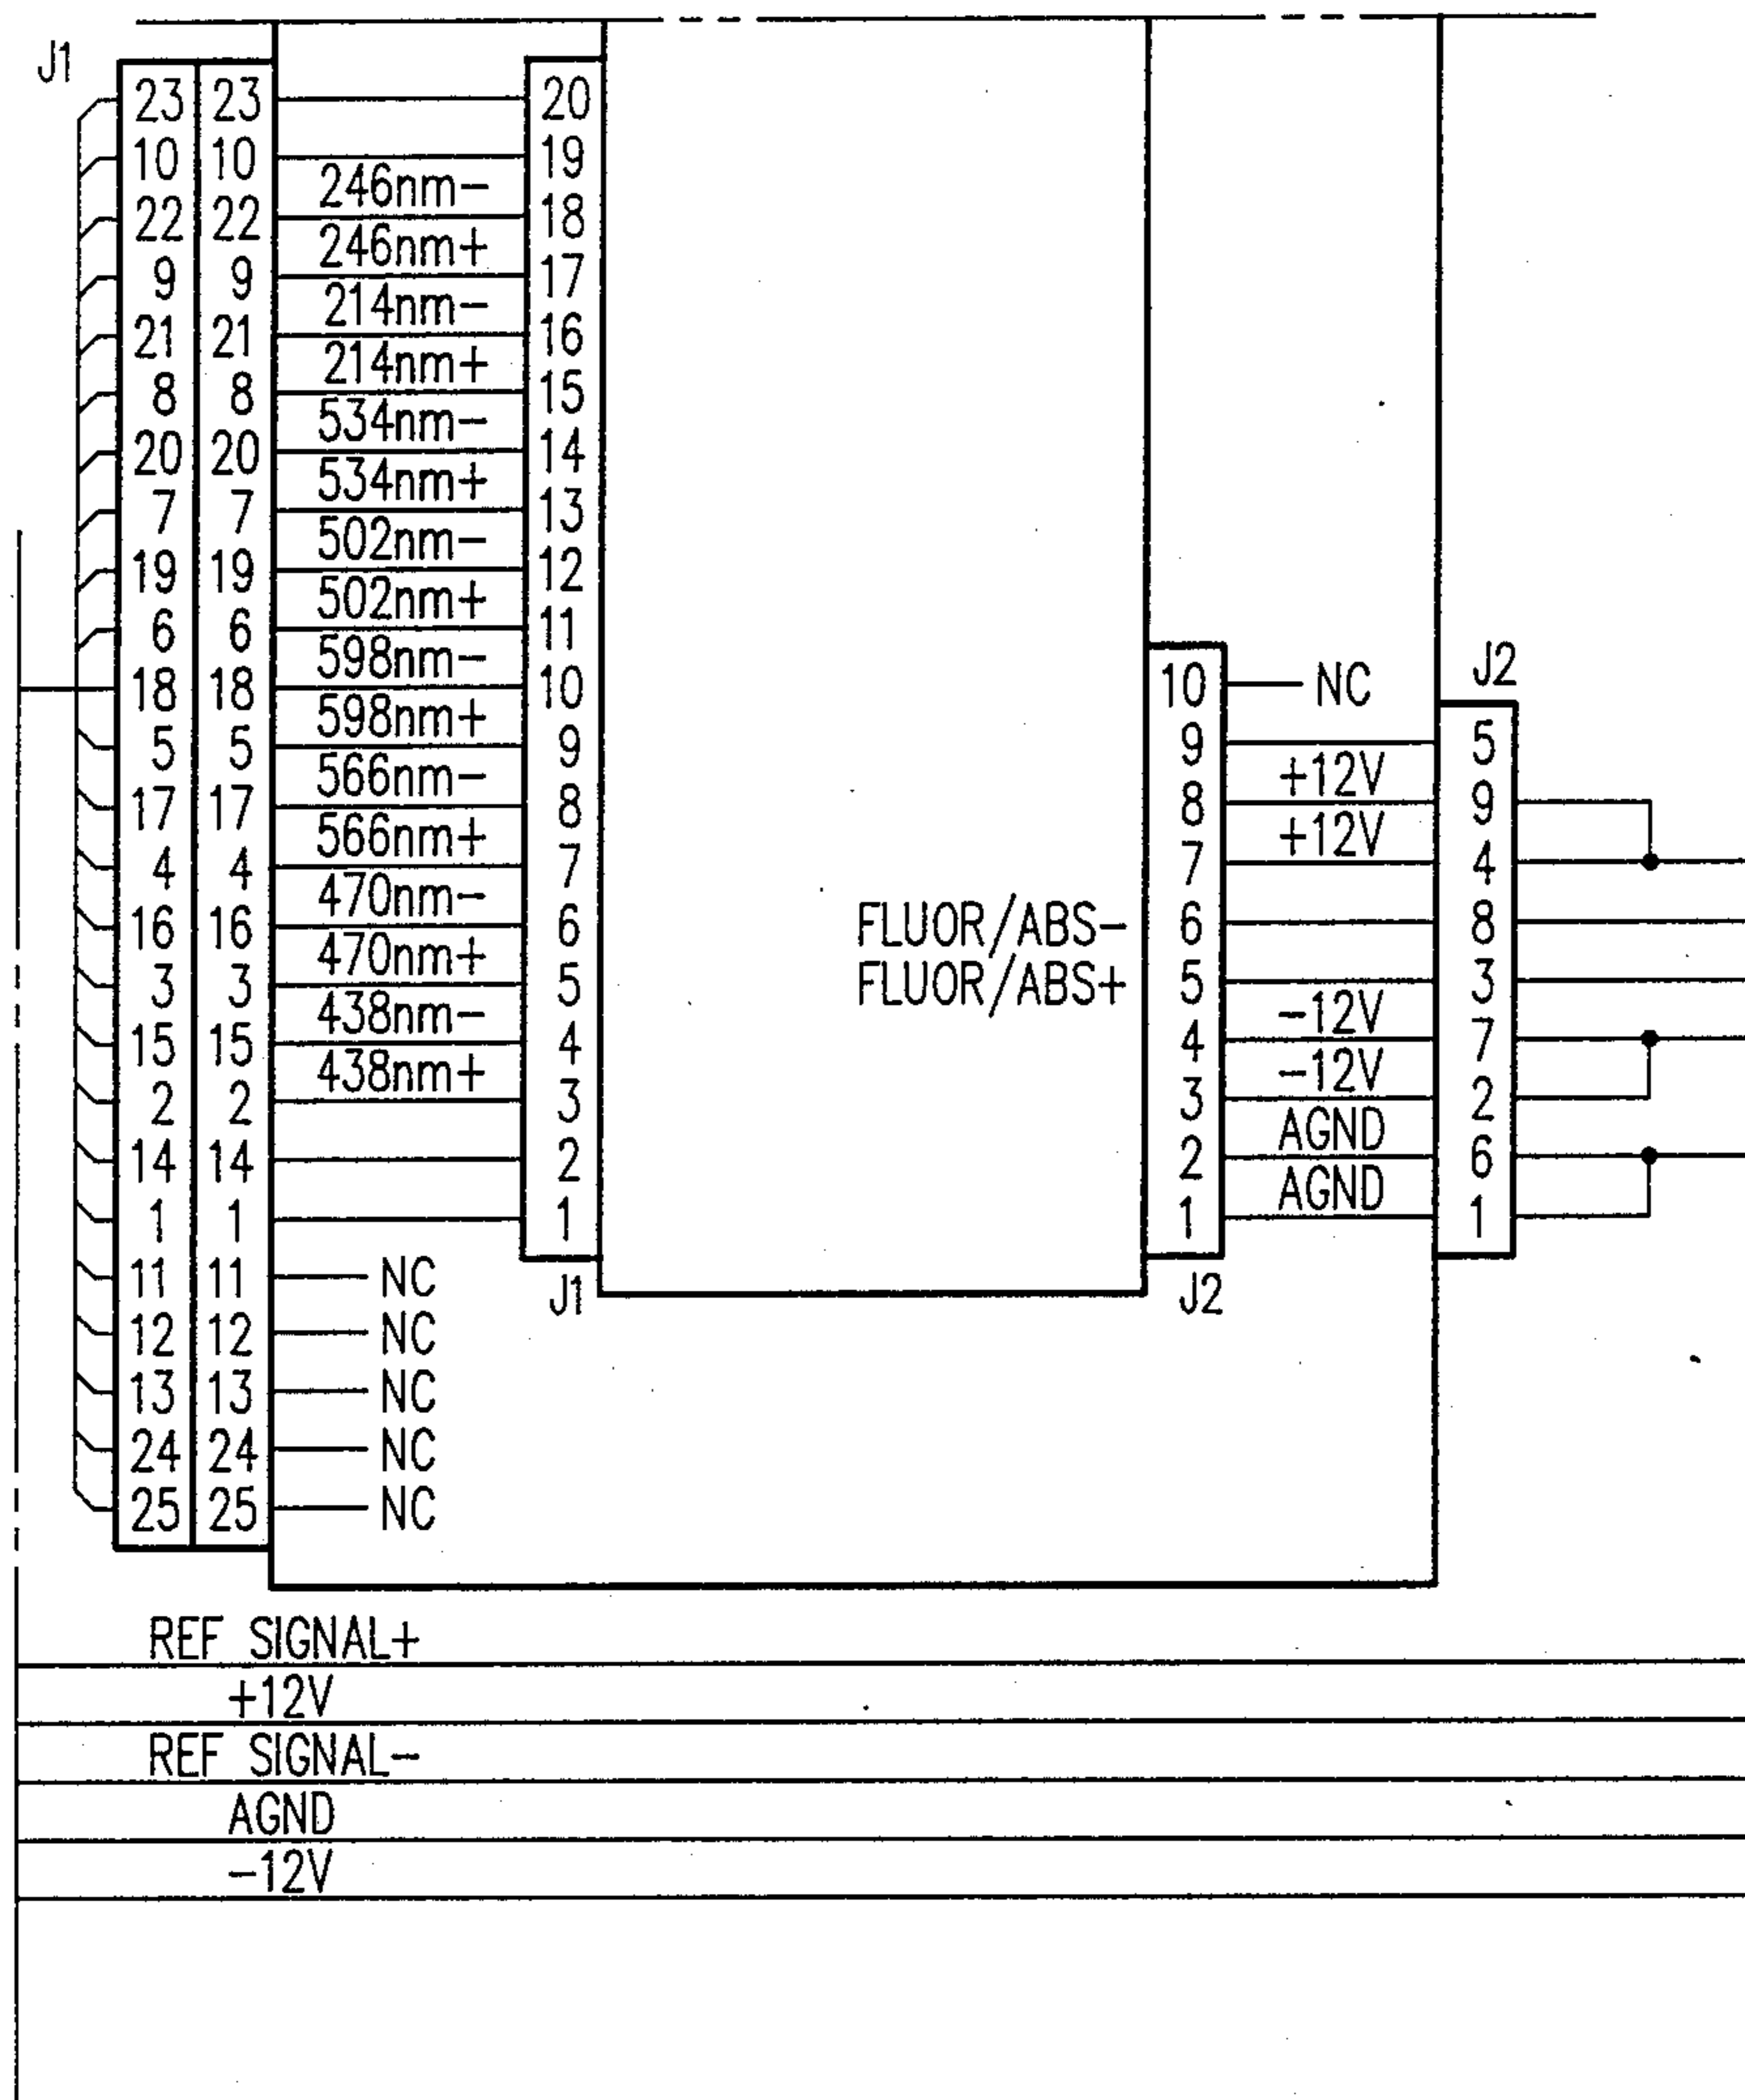 J1
23 23 20
10 10 19
246nm-
22 22 18
246nm+
9 9 17
214nm-
21 21 16
214nm+
8 8 15
534nm-
20 20 14
534nm+
7 7 13
502nm-
19 19 12
502nm+
6 6 11
598nm-
J2
18 18 10 10 NC
598nm+
5 5 9 9 5
566nm- +12V
17 17 8 8 9
566nm+ +12V
4 4 7 7 4
470nm-
16 16 6 FLUOR/ABS- 6 8
470nm+
3 3 5 FLUOR/ABS+ 5 3
438nm- -12V
15 15 4 4 7
438nm+ -12V
2 2 3 3 2
AGND
14 14 2 2 6
AGND
1 1 1 1 1
11 11 NC J1 J2
12 12 NC
13 13 NC
24 24 NC
25 25 NC
REF SIGNAL+
+12V
REF SIGNAL-
AGND
-12V